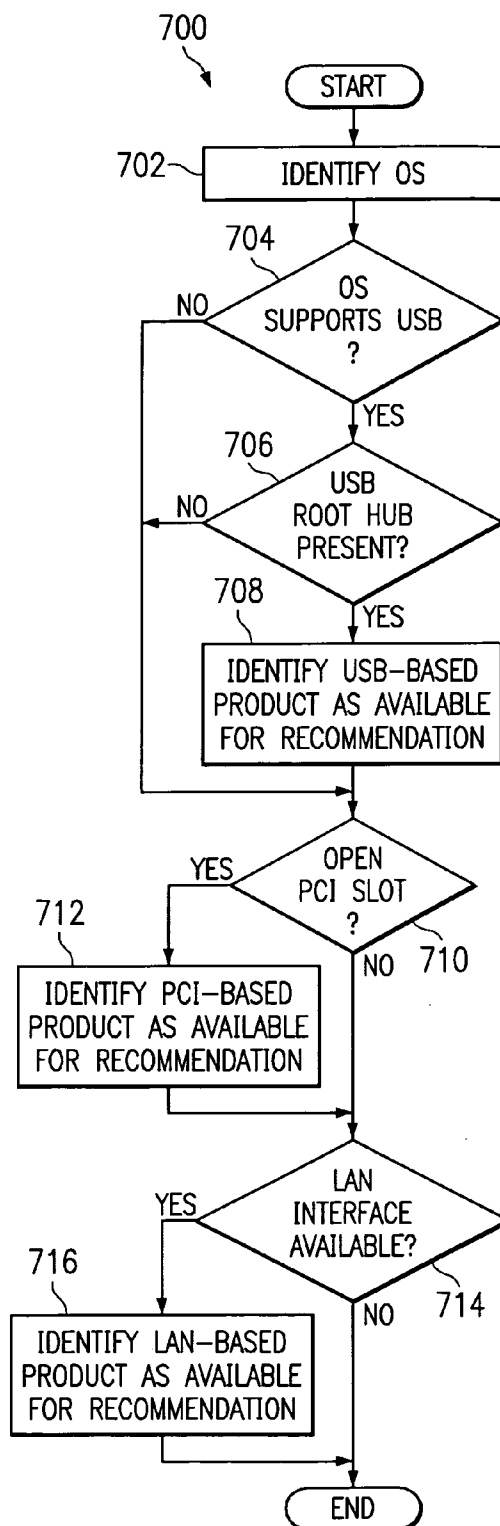 700
START
702
IDENTIFY OS
704
NO
OS
SUPPORTS USB
?
YES
706
NO
USB
ROOT HUB
PRESENT?
YES
708
IDENTIFY USB-BASED
PRODUCT AS AVAILABLE
FOR RECOMMENDATION
YES
OPEN
PCI SLOT
?
710
NO
712
IDENTIFY PCI-BASED
PRODUCT AS AVAILABLE
FOR RECOMMENDATION
YES
LAN
INTERFACE
AVAILABLE?
714
NO
716
IDENTIFY LAN-BASED
PRODUCT AS AVAILABLE
FOR RECOMMENDATION
END